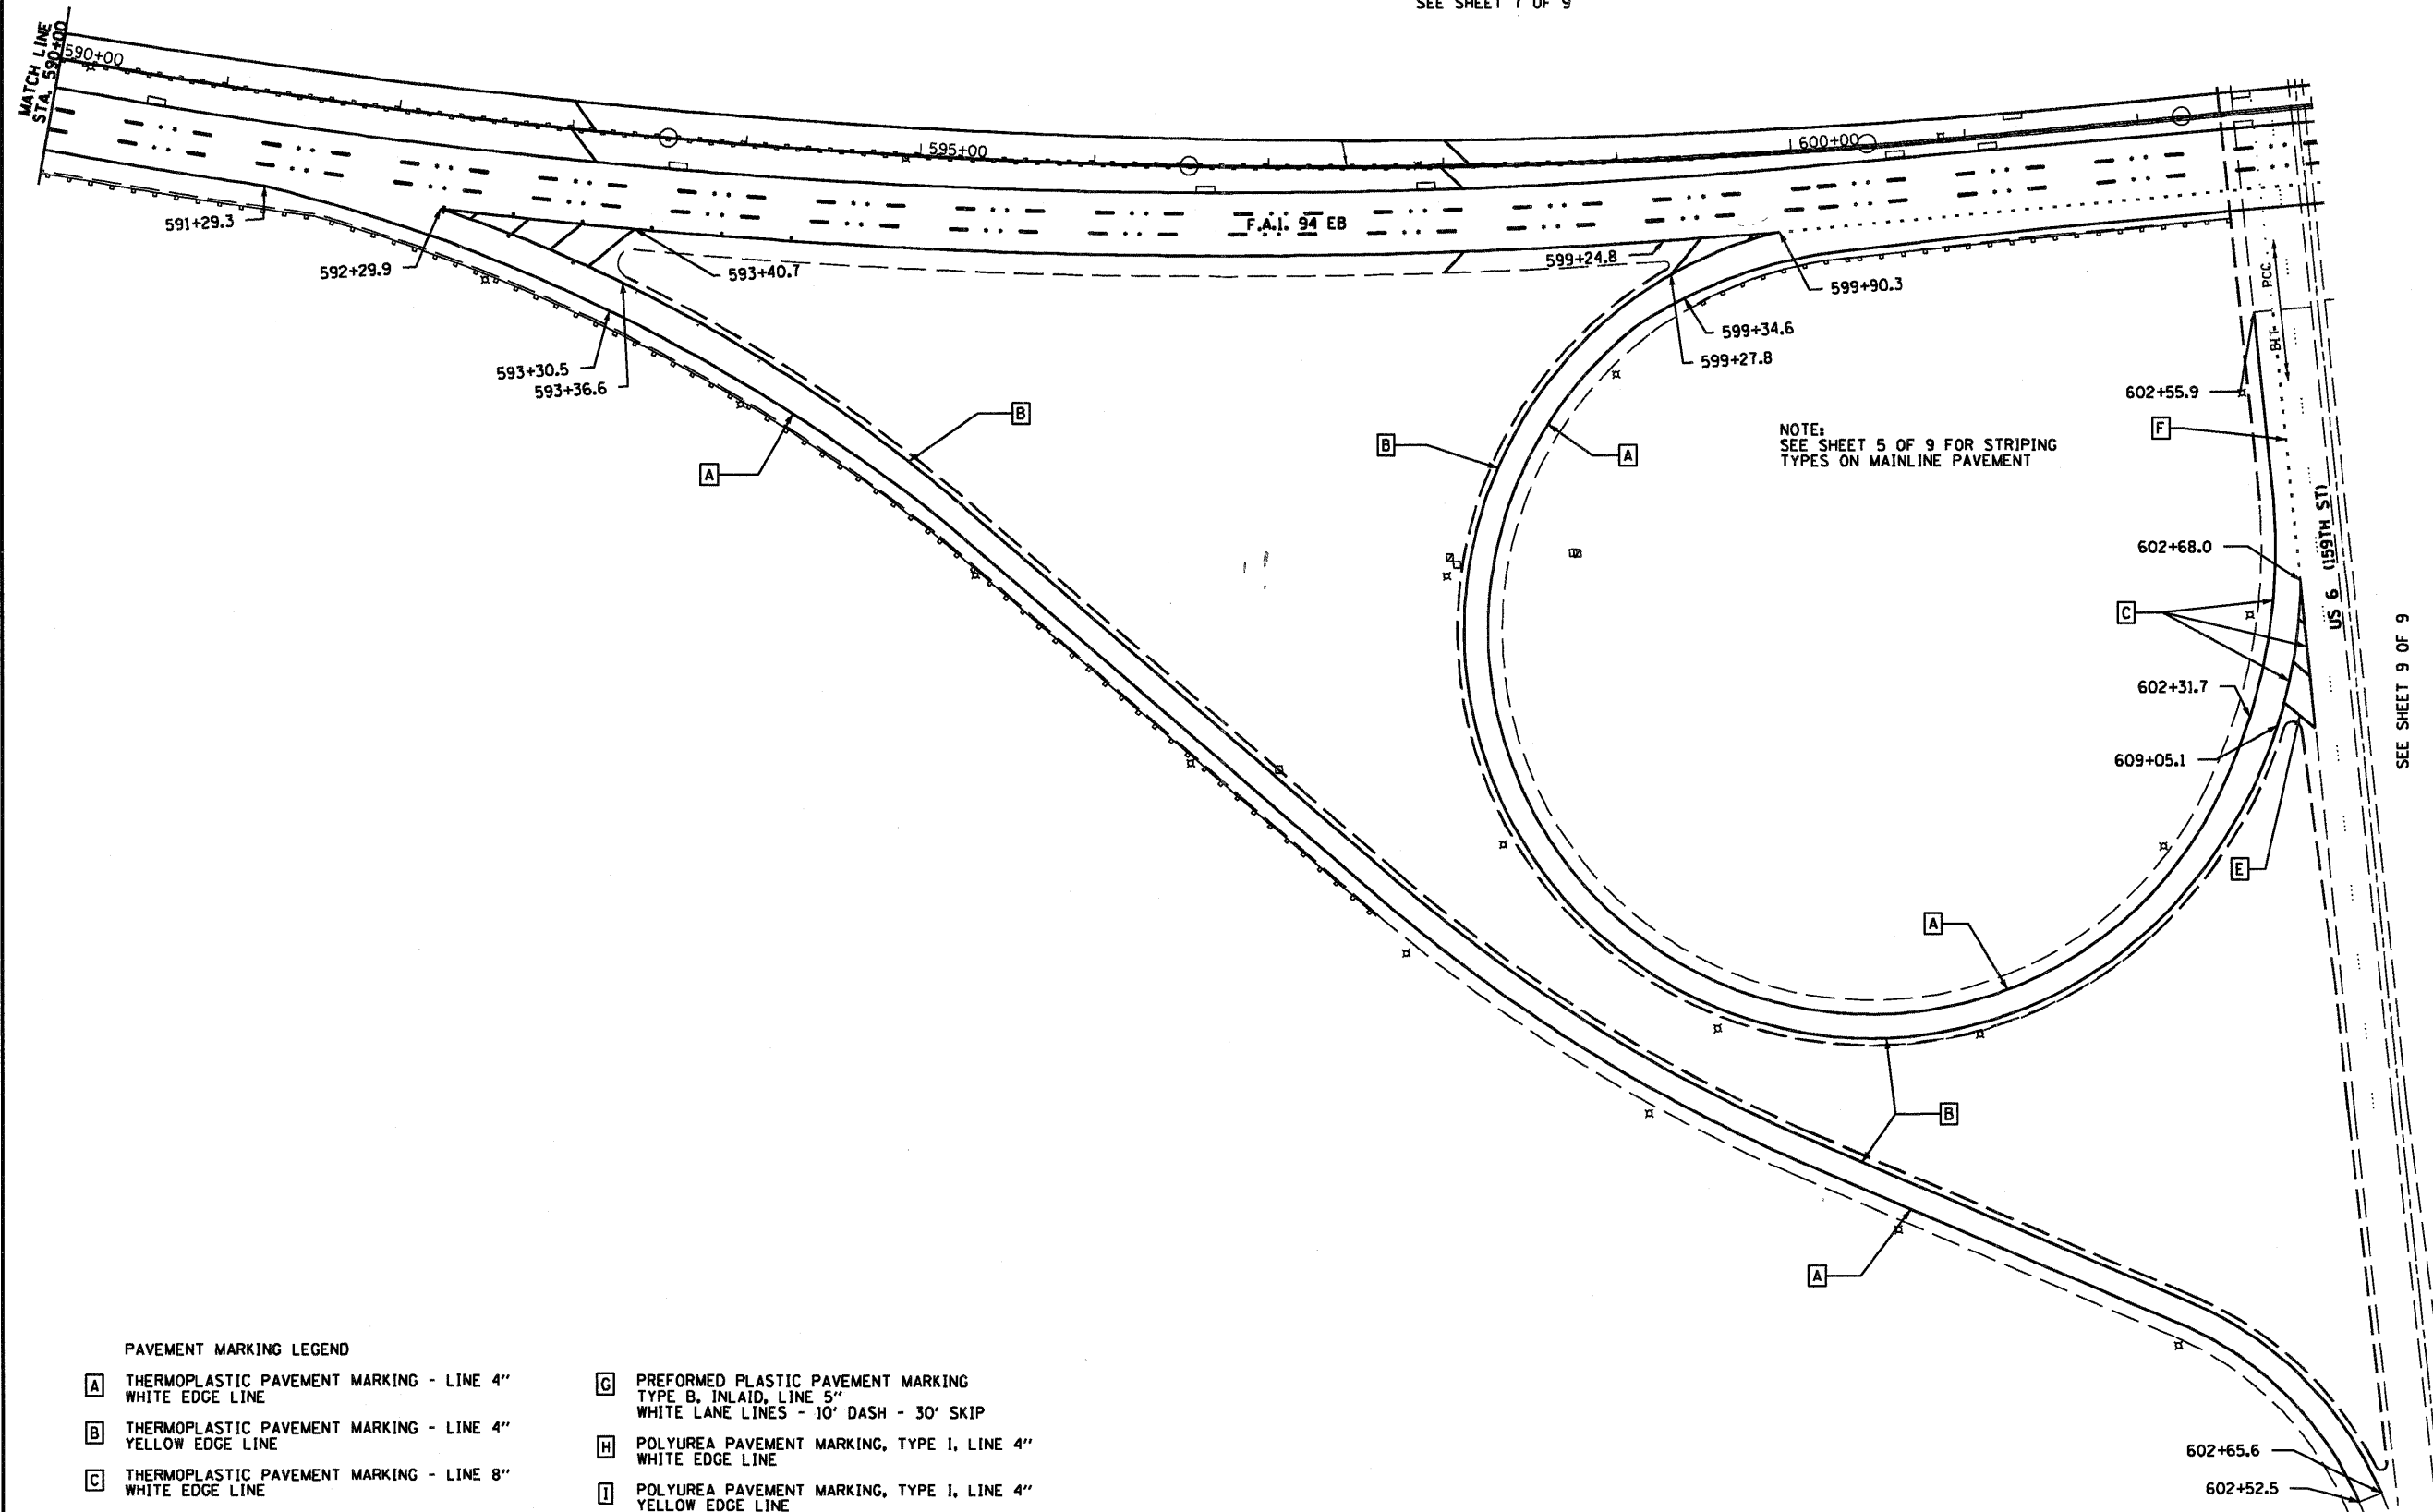 SEE SHEET 7 OF 9
MATCH LINE
STA. 590+00
590+00
595+00
600+00
591+29.3
592+29.9
593+40.7
F.A.I. 94 EB
599+24.8
599+90.3
599+34.6
599+27.8
593+30.5
593+36.6
PCC
BIT
602+55.9
B
A
B
A
NOTE:
SEE SHEET 5 OF 9 FOR STRIPING
TYPES ON MAINLINE PAVEMENT
F
US 6 (159TH ST)
602+68.0
C
SEE SHEET 9 OF 9
602+31.7
609+05.1
E
A
B
A
602+65.6
602+52.5
PAVEMENT MARKING LEGEND
A THERMOPLASTIC PAVEMENT MARKING - LINE 4"
WHITE EDGE LINE
B THERMOPLASTIC PAVEMENT MARKING - LINE 4"
YELLOW EDGE LINE
C THERMOPLASTIC PAVEMENT MARKING - LINE 8"
WHITE EDGE LINE
G PREFORMED PLASTIC PAVEMENT MARKING
TYPE B, INLAID, LINE 5"
WHITE LANE LINES - 10' DASH - 30' SKIP
H POLYUREA PAVEMENT MARKING, TYPE I, LINE 4"
WHITE EDGE LINE
I POLYUREA PAVEMENT MARKING, TYPE I, LINE 4"
YELLOW EDGE LINE